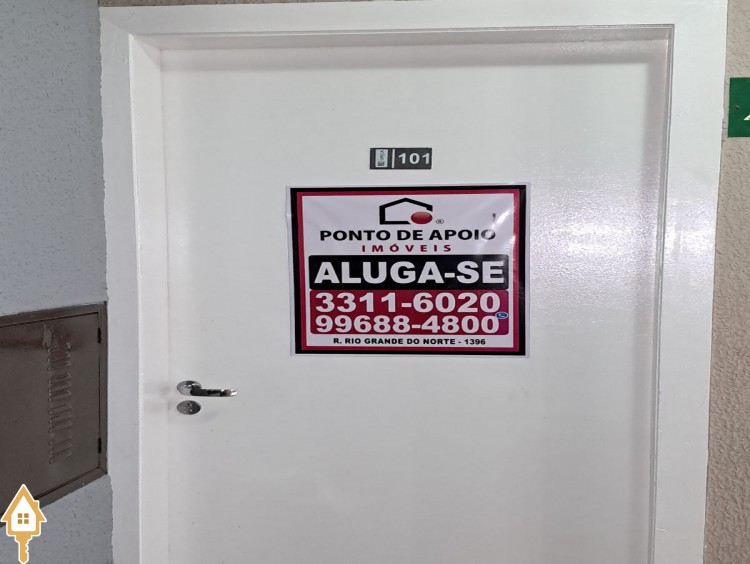 101
PONTO DE APOIO
IMÓVEIS
ALUGA-SE
3311-6020
99688-4800
R. RIO GRANDE DO NORTE - 1396